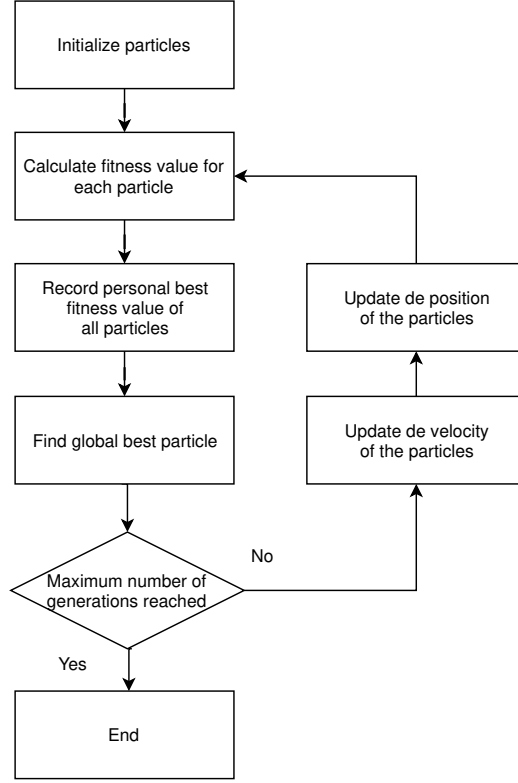 Initialize particles
Calculate fitness value for
each particle
Record personal best
fitness value of
all particles
Find global best particle
Maximum number of
generations reached
No
Update de velocity
of the particles
Update de position
of the particles
Yes
End